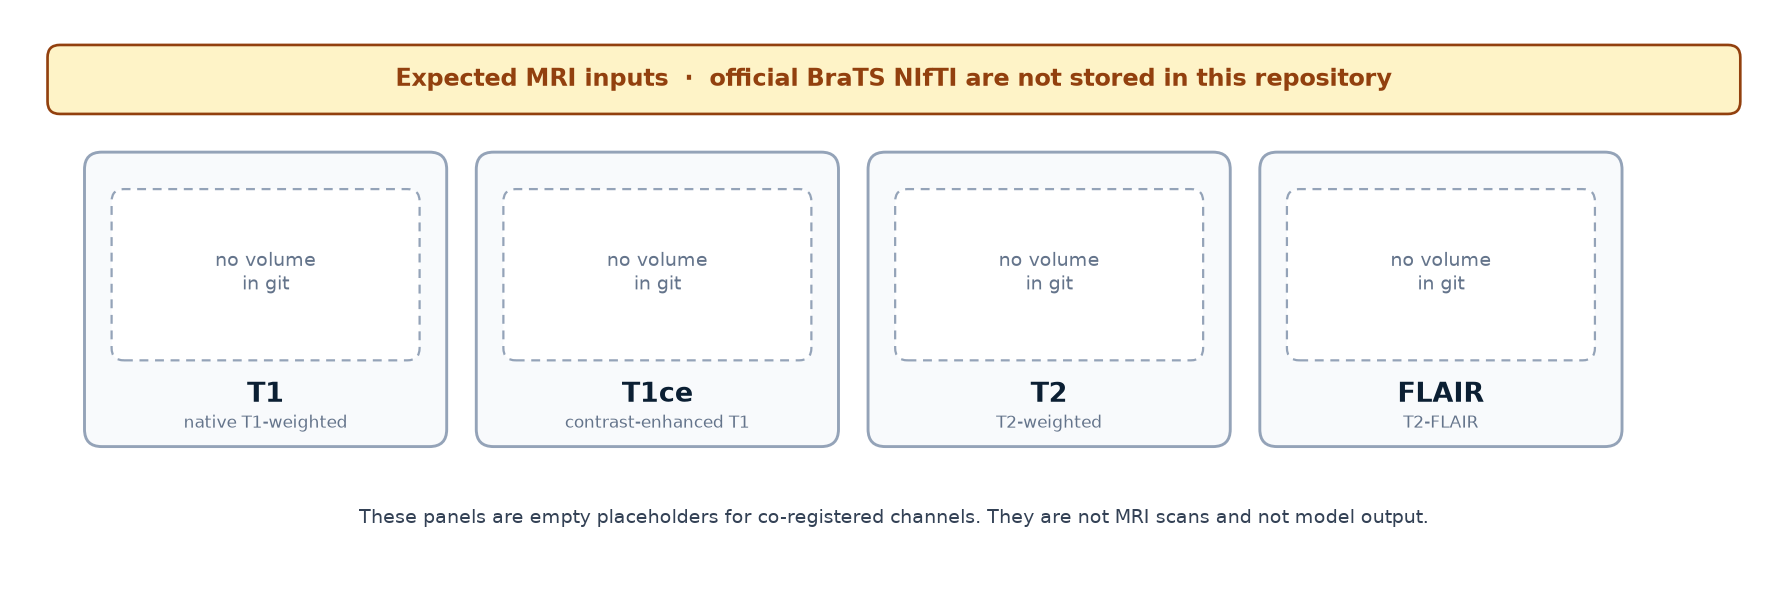 Expected MRI inputs · official BraTS NIfTI are not stored in this repository
no volume
in git
T1
native T1-weighted
no volume
in git
T1ce
contrast-enhanced T1
no volume
in git
T2
T2-weighted
no volume
in git
FLAIR
T2-FLAIR
These panels are empty placeholders for co-registered channels. They are not MRI scans and not model output.